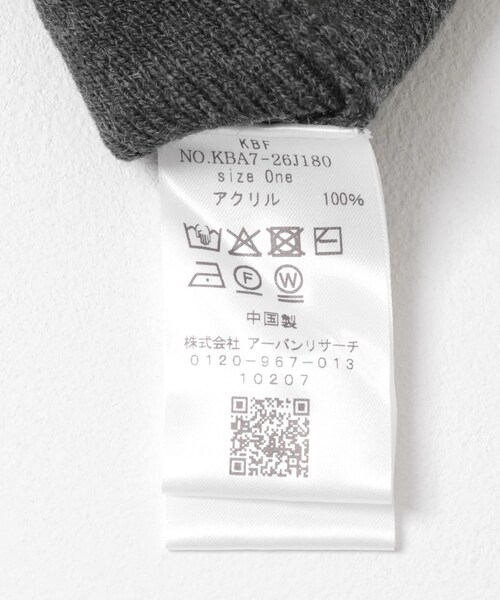 KBF
NO.KBA7-26J180
size One
アクリル 100%
F W
中国製
株式会社 アーバンリサーチ
0120-967-013
10207